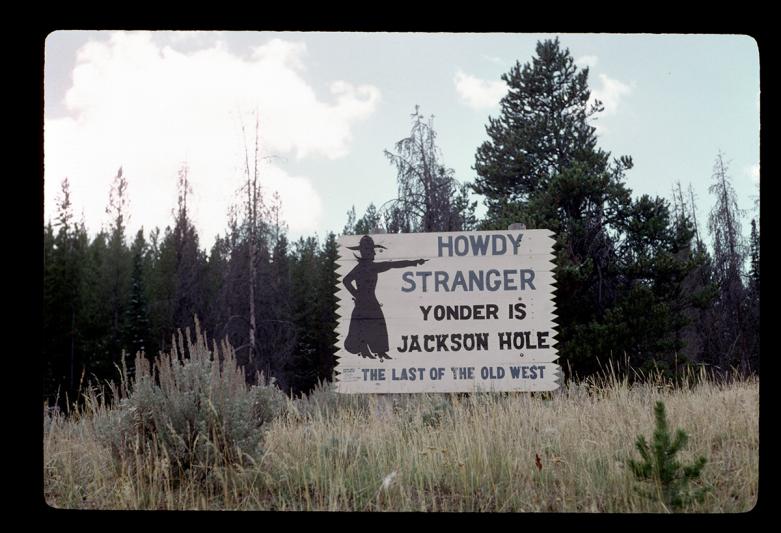 HOWDY
STRANGER
YONDER IS
JACKSON HOLE
THE LAST OF THE OLD WEST